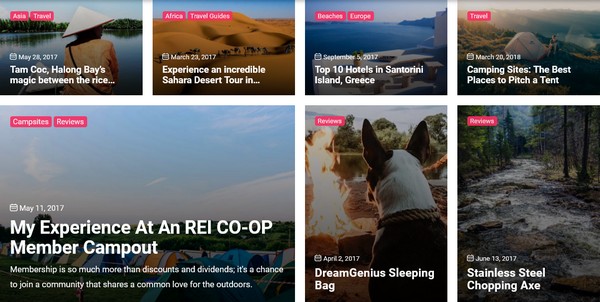 Asia Travel
May 28, 2017
Tam Coc, Halong Bay's
magic between the rice...
Africa Travel Guides
March 23, 2017
Experience an incredible
Sahara Desert Tour in...
Beaches Europe
September 5, 2017
Top 10 Hotels in Santorini
Island, Greece
Travel
March 20, 2018
Camping Sites: The Best
Places to Pitch a Tent
Campsites Reviews
May 11, 2017
My Experience At An REI CO-OP
Member Campout
Membership is so much more than discounts and dividends; it's a chance
to join a community that shares a common love for the outdoors.
Reviews
April 2, 2017
DreamGenius Sleeping
Bag
Reviews
June 13, 2017
Stainless Steel
Chopping Axe